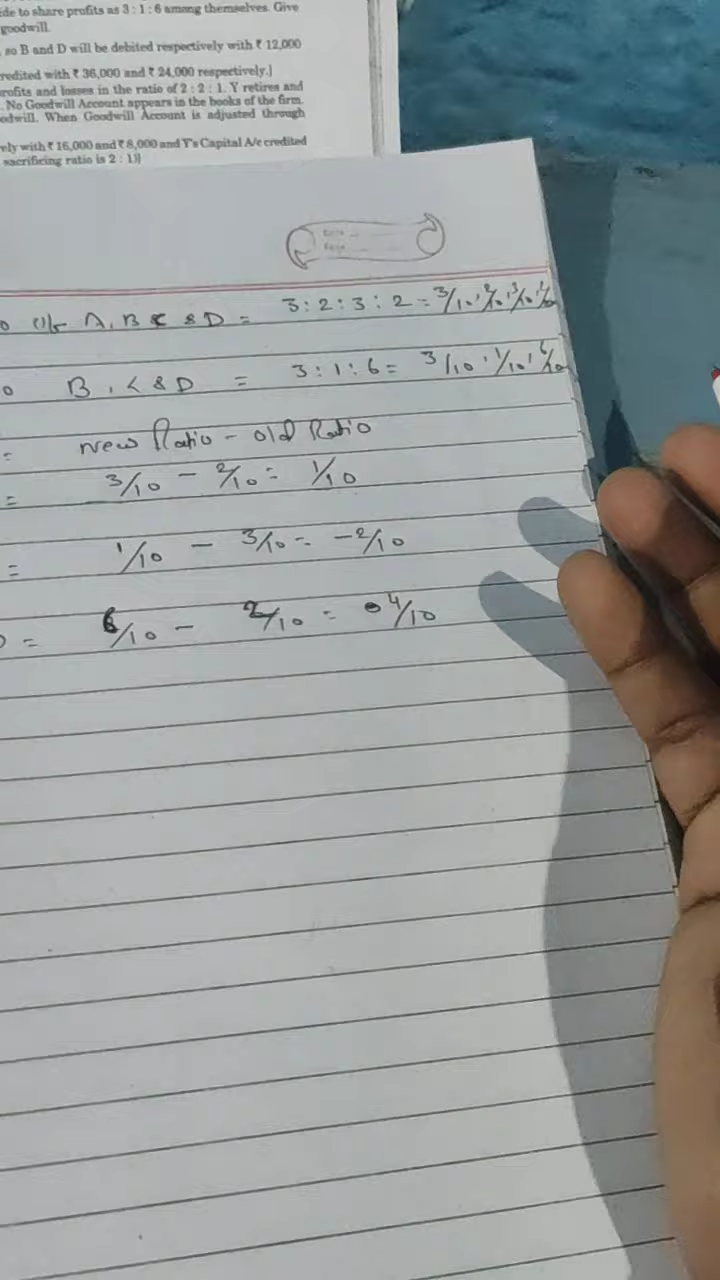 ide to share profits as 3 : 1 : 6 among themselves. Give
goodwill.
so B and D will be debited respectively with ₹ 12,000
redited with ₹ 36,000 and ₹ 24,000 respectively.]
rofits and losses in the ratio of 2 : 2 : 1. Y retires and
. No Goodwill Account appears in the books of the firm.
odwill. When Goodwill Account is adjusted through
ely with ₹ 16,000 and ₹ 8,000 and Y's Capital A/c credited
sacrificing ratio is 2 : 1)]
A, B & D = 3 : 2 : 3 : 2 = 3/10, 2/10, 3/10, 2/10
B, C & D = 3 : 1 : 6 = 3/10, 1/10, 6/10
= New Ratio - old Ratio
= 3/10 - 2/10 = 1/10
= 1/10 - 3/10 = -2/10
= 6/10 - 2/10 = 4/10